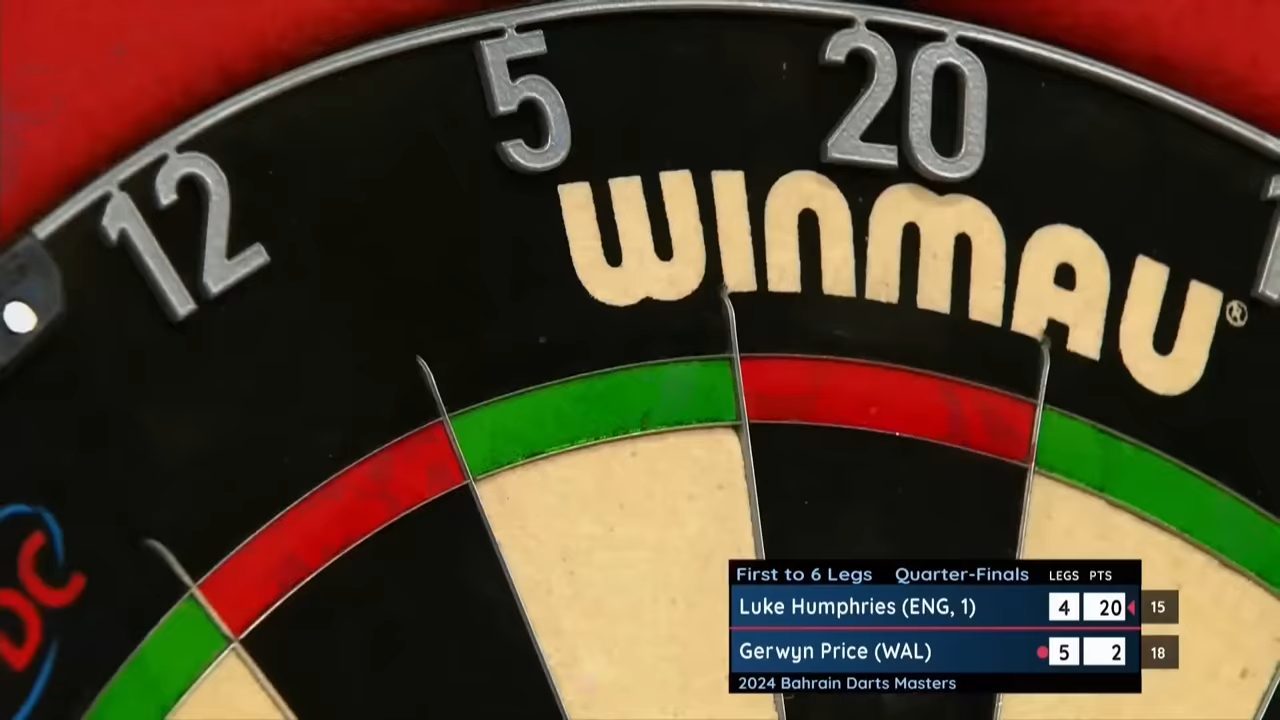 5
20
12
WINMAU®
DC
First to 6 Legs Quarter-Finals LEGS PTS
Luke Humphries (ENG, 1) 4 20 15
Gerwyn Price (WAL) 5 2 18
2024 Bahrain Darts Masters